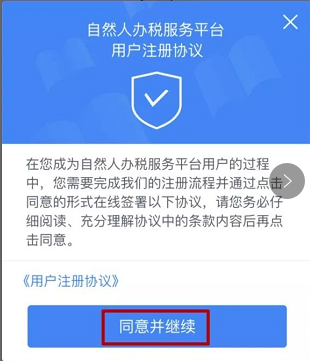 自然人办税服务平台
用户注册协议
在您成为自然人办税服务平台用户的过程
中，您需要完成我们的注册流程并通过点击
同意的形式在线签署以下协议，请您务必仔
细阅读、充分理解协议中的条款内容后再点
击同意。
《用户注册协议》
同意并继续